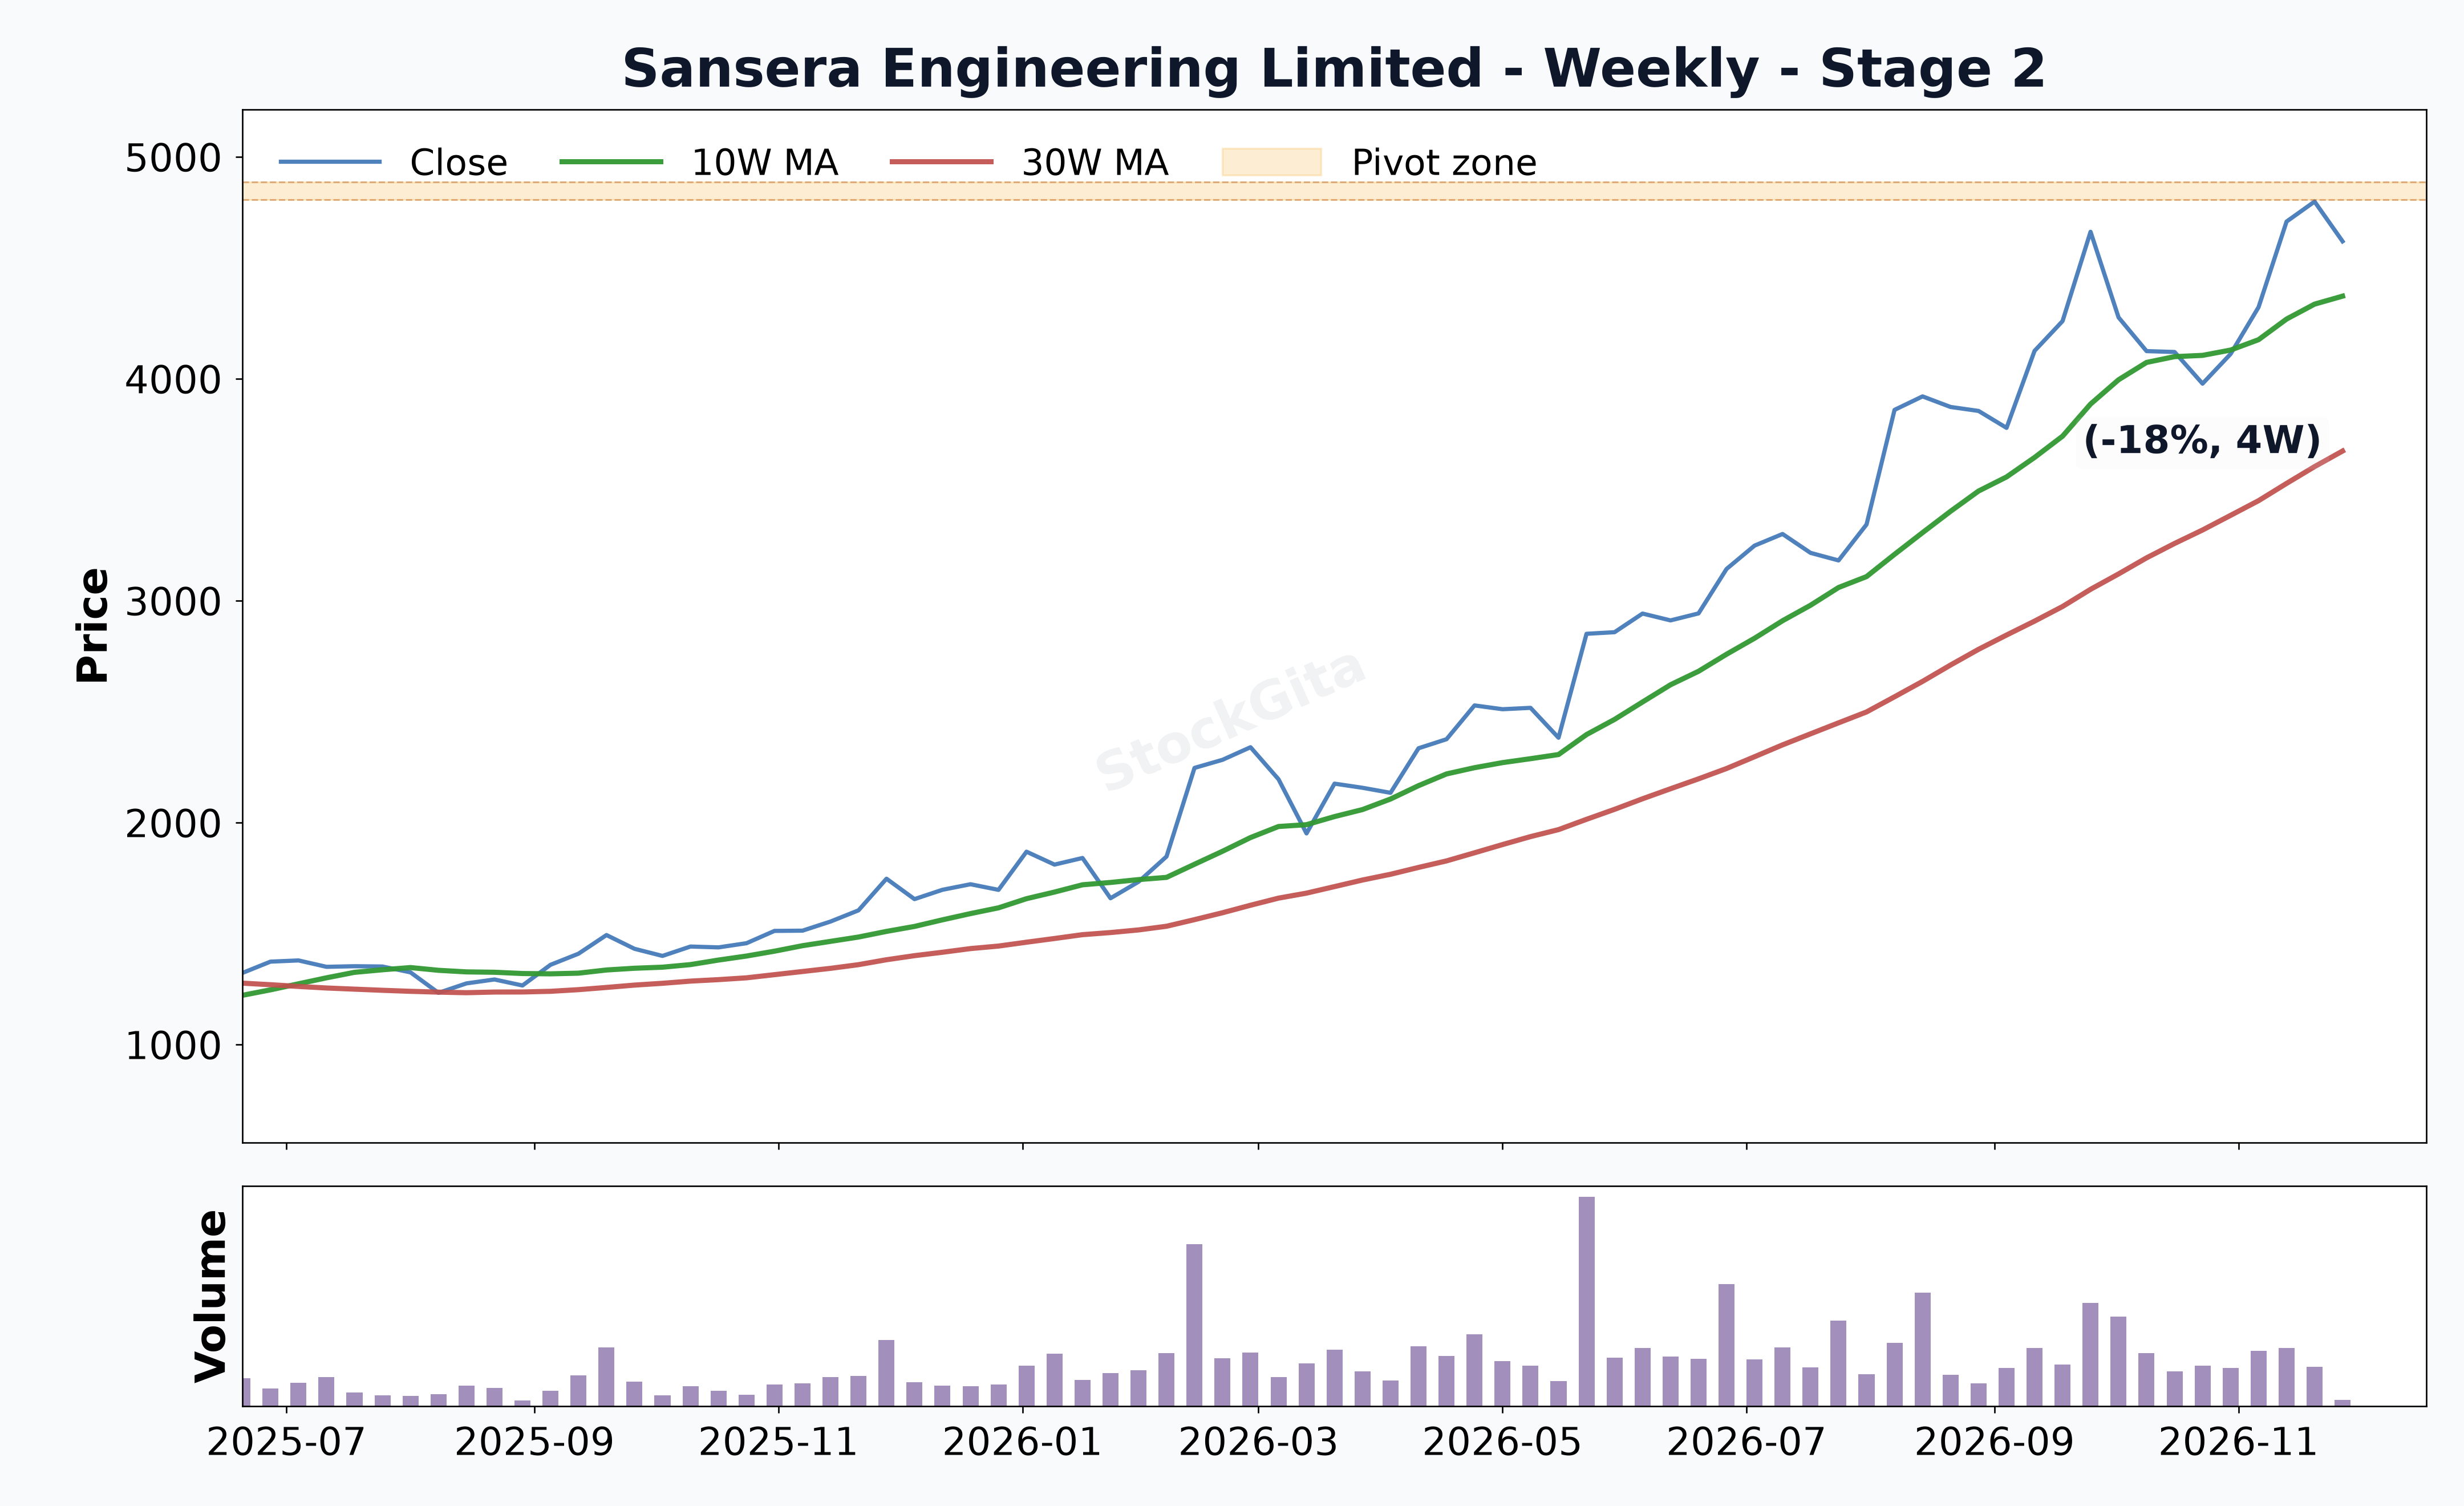 Sansera Engineering Limited - Weekly - Stage 2
Close 10W MA 30W MA Pivot zone
5000
4000
3000
2000
1000
Price
(-18%, 4W)
StockGita
Volume
2025-07 2025-09 2025-11 2026-01 2026-03 2026-05 2026-07 2026-09 2026-11